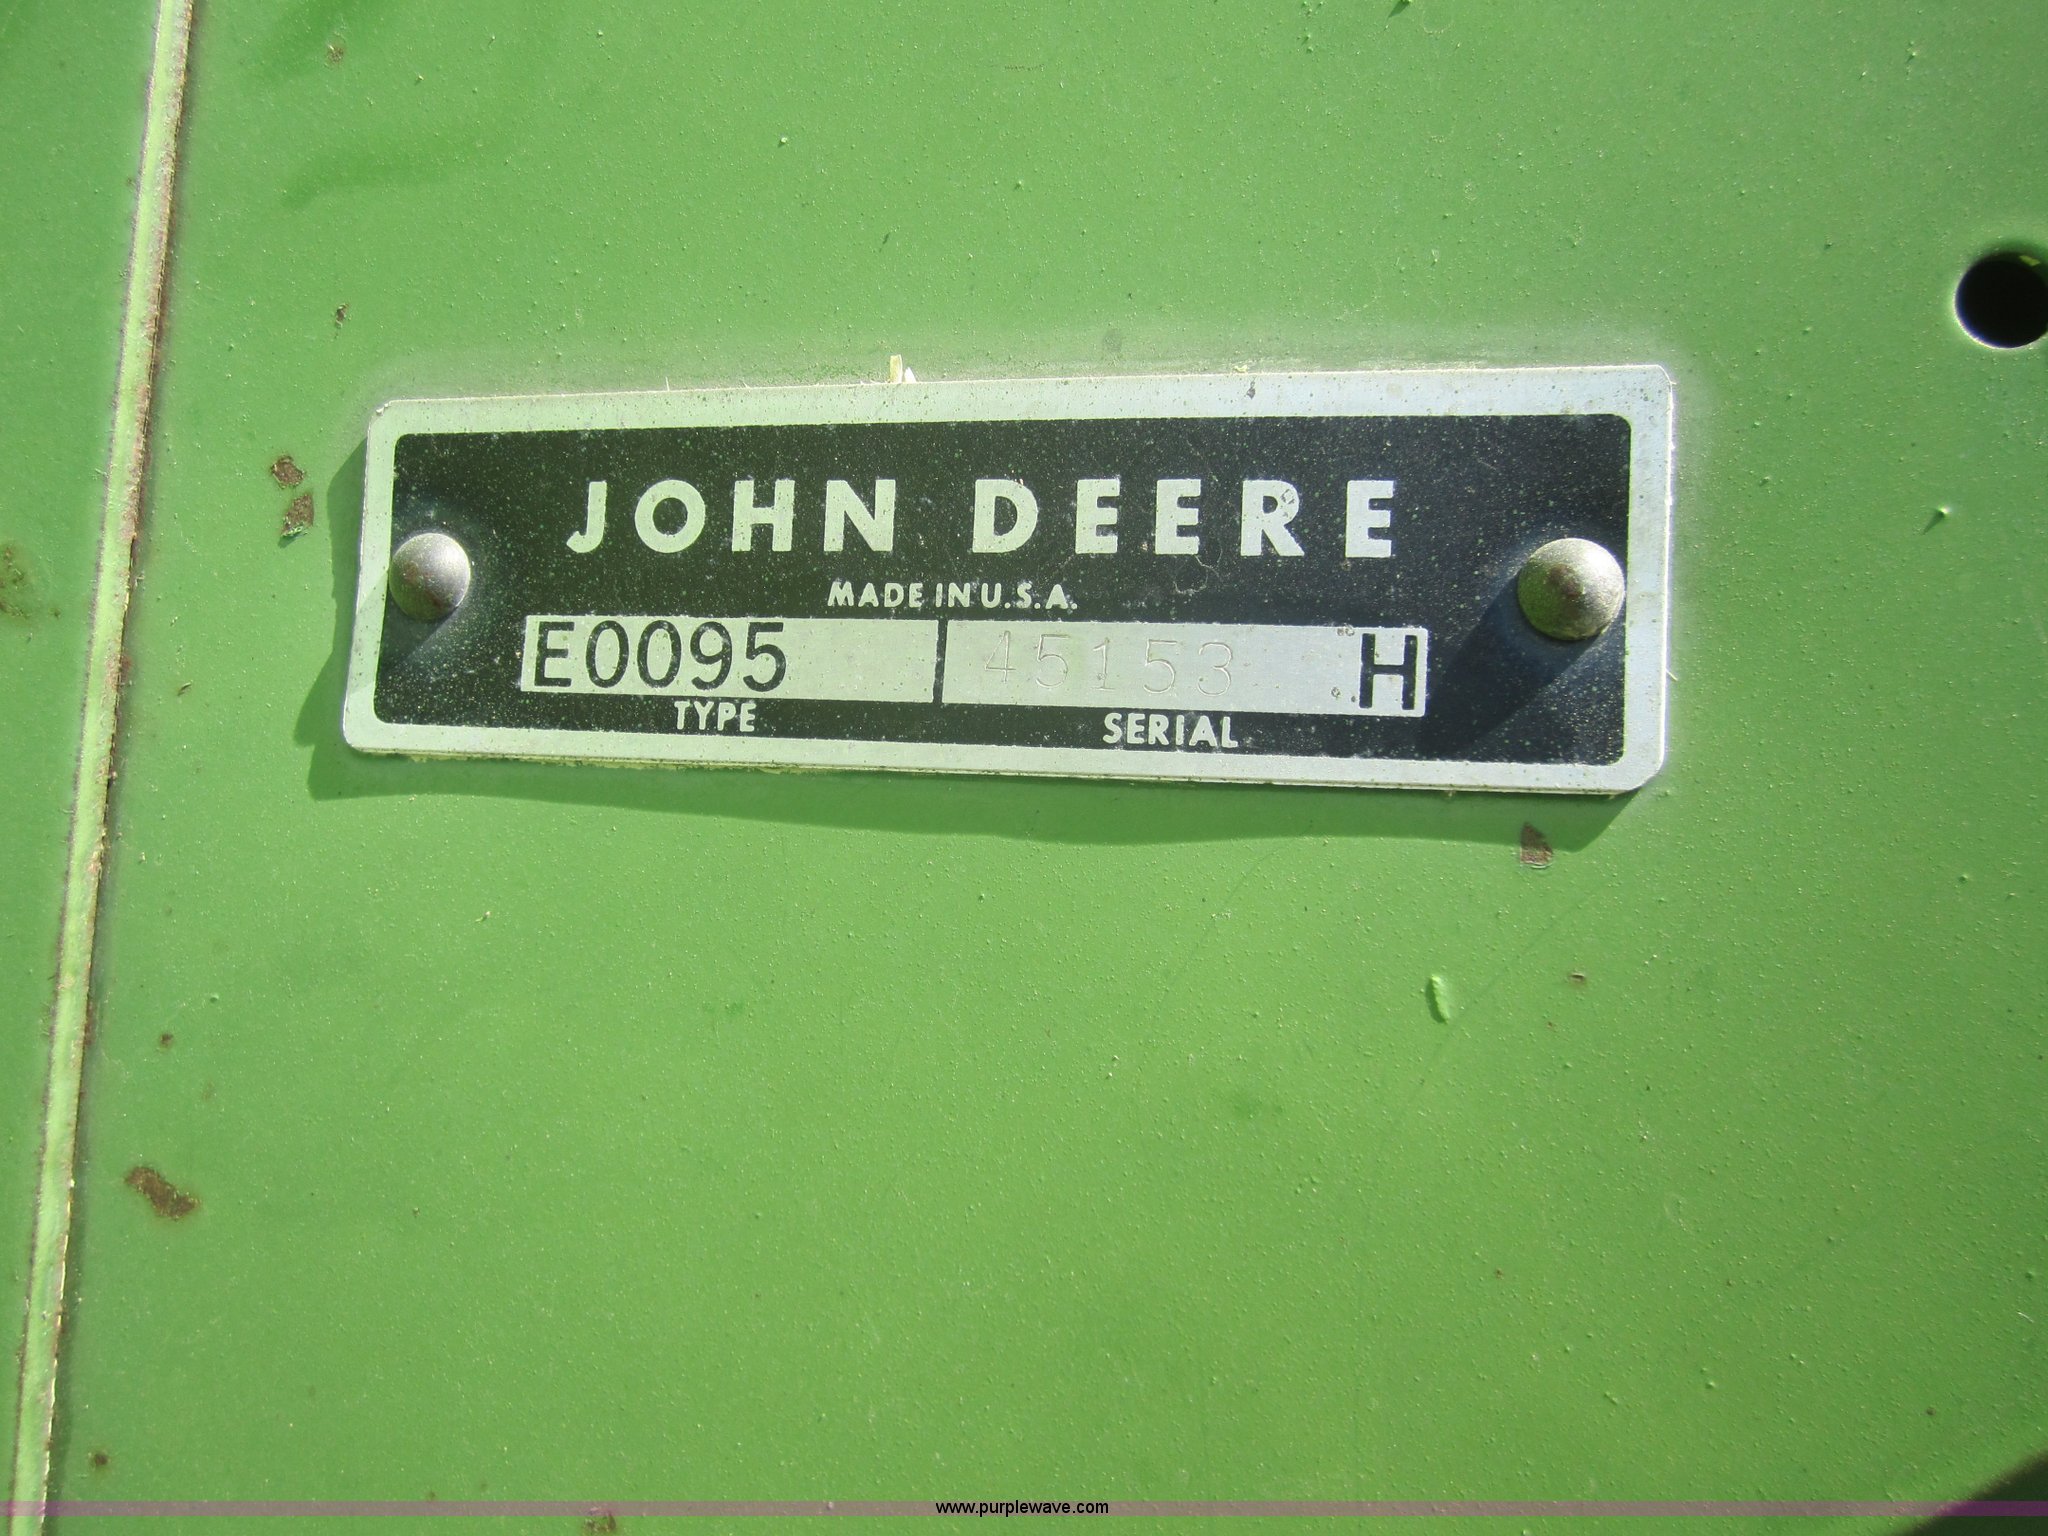 JOHN DEERE
MADE IN U.S.A.
E0095 45153 H
TYPE SERIAL
www.purplewave.com